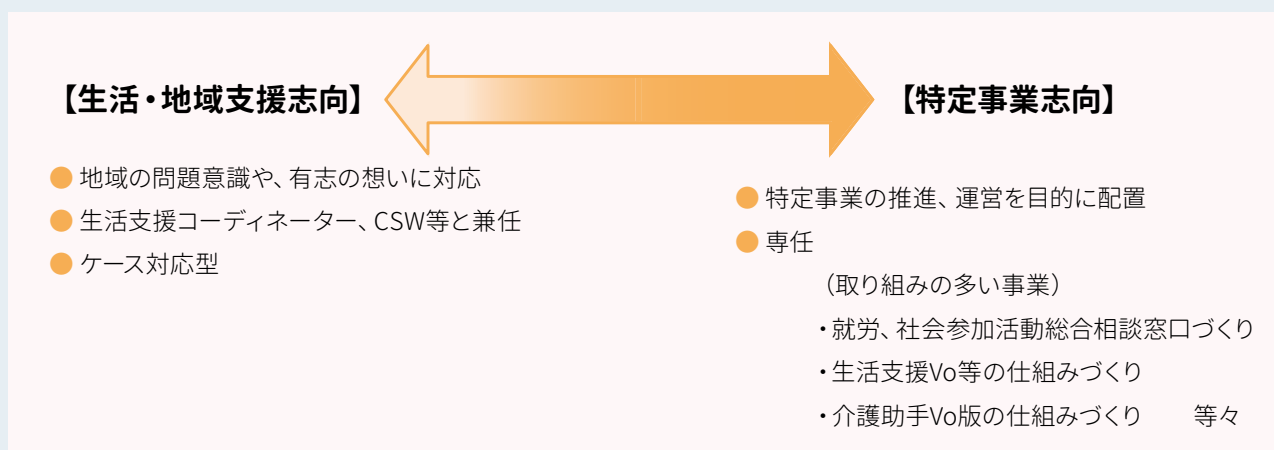 【生活・地域支援志向】
● 地域の問題意識や、有志の想いに対応
● 生活支援コーディネーター、CSW等と兼任
● ケース対応型
【特定事業志向】
● 特定事業の推進、運営を目的に配置
● 専任
（取り組みの多い事業）
・就労、社会参加活動総合相談窓口づくり
・生活支援Vo等の仕組みづくり
・介護助手Vo版の仕組みづくり　　等々